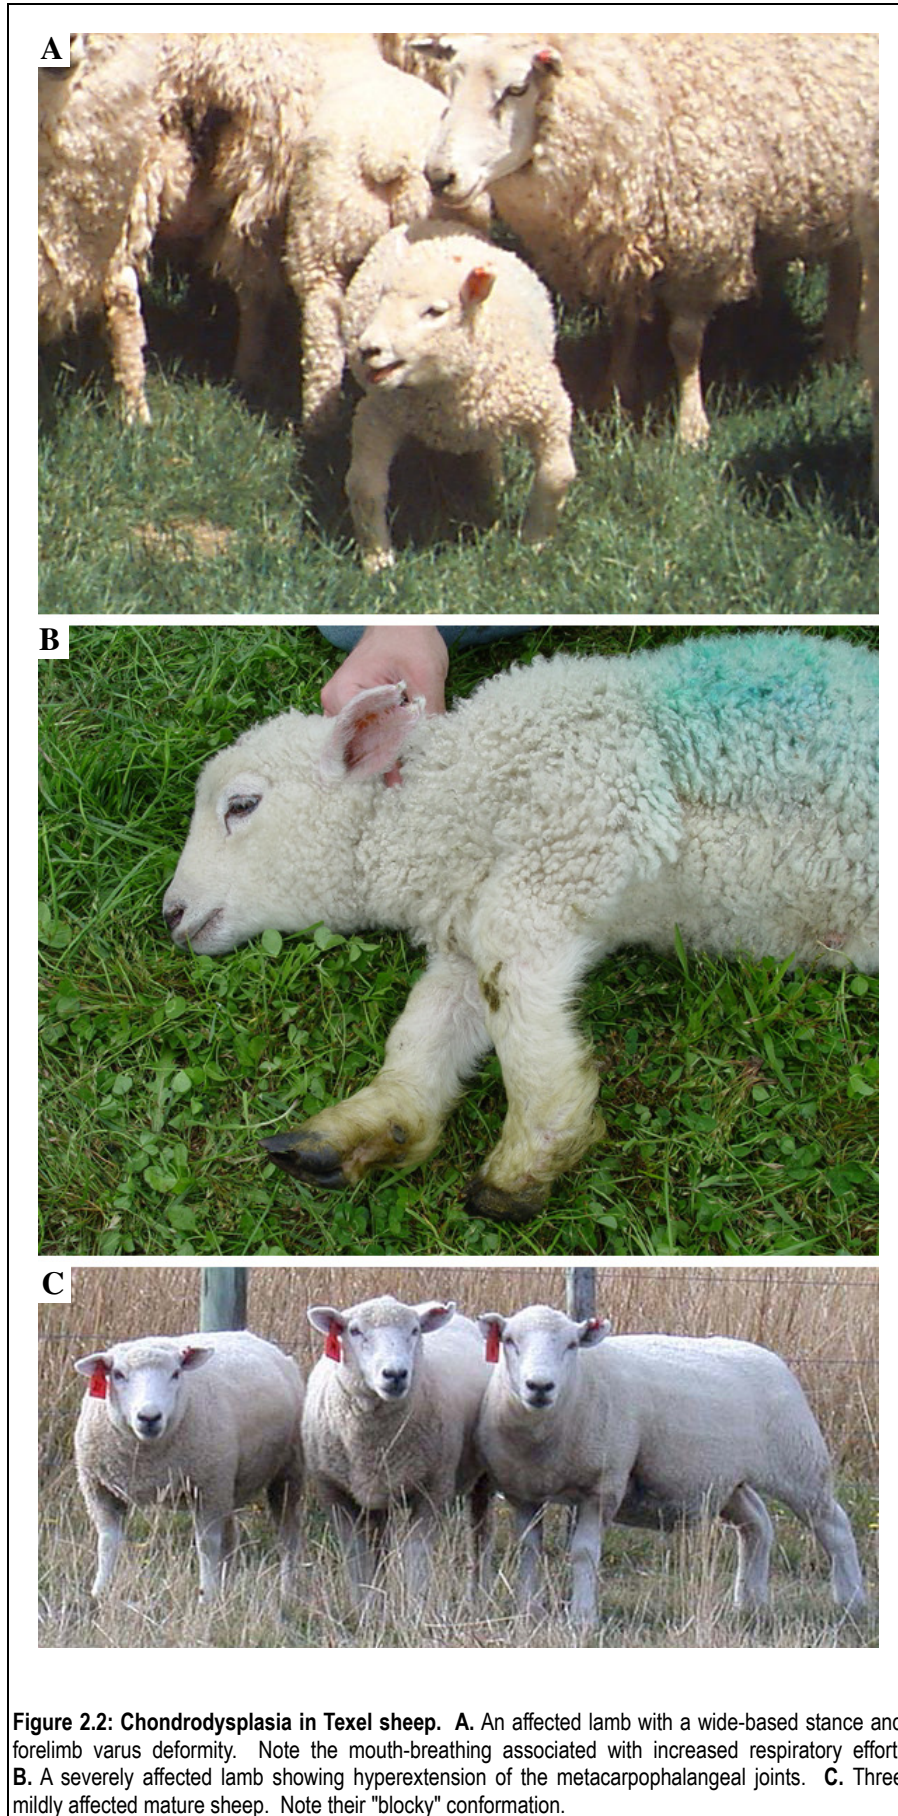 A
B
C
Figure 2.2: Chondrodysplasia in Texel sheep. A. An affected lamb with a wide-based stance and
forelimb varus deformity. Note the mouth-breathing associated with increased respiratory effort
B. A severely affected lamb showing hyperextension of the metacarpophalangeal joints. C. Three
mildly affected mature sheep. Note their "blocky" conformation.